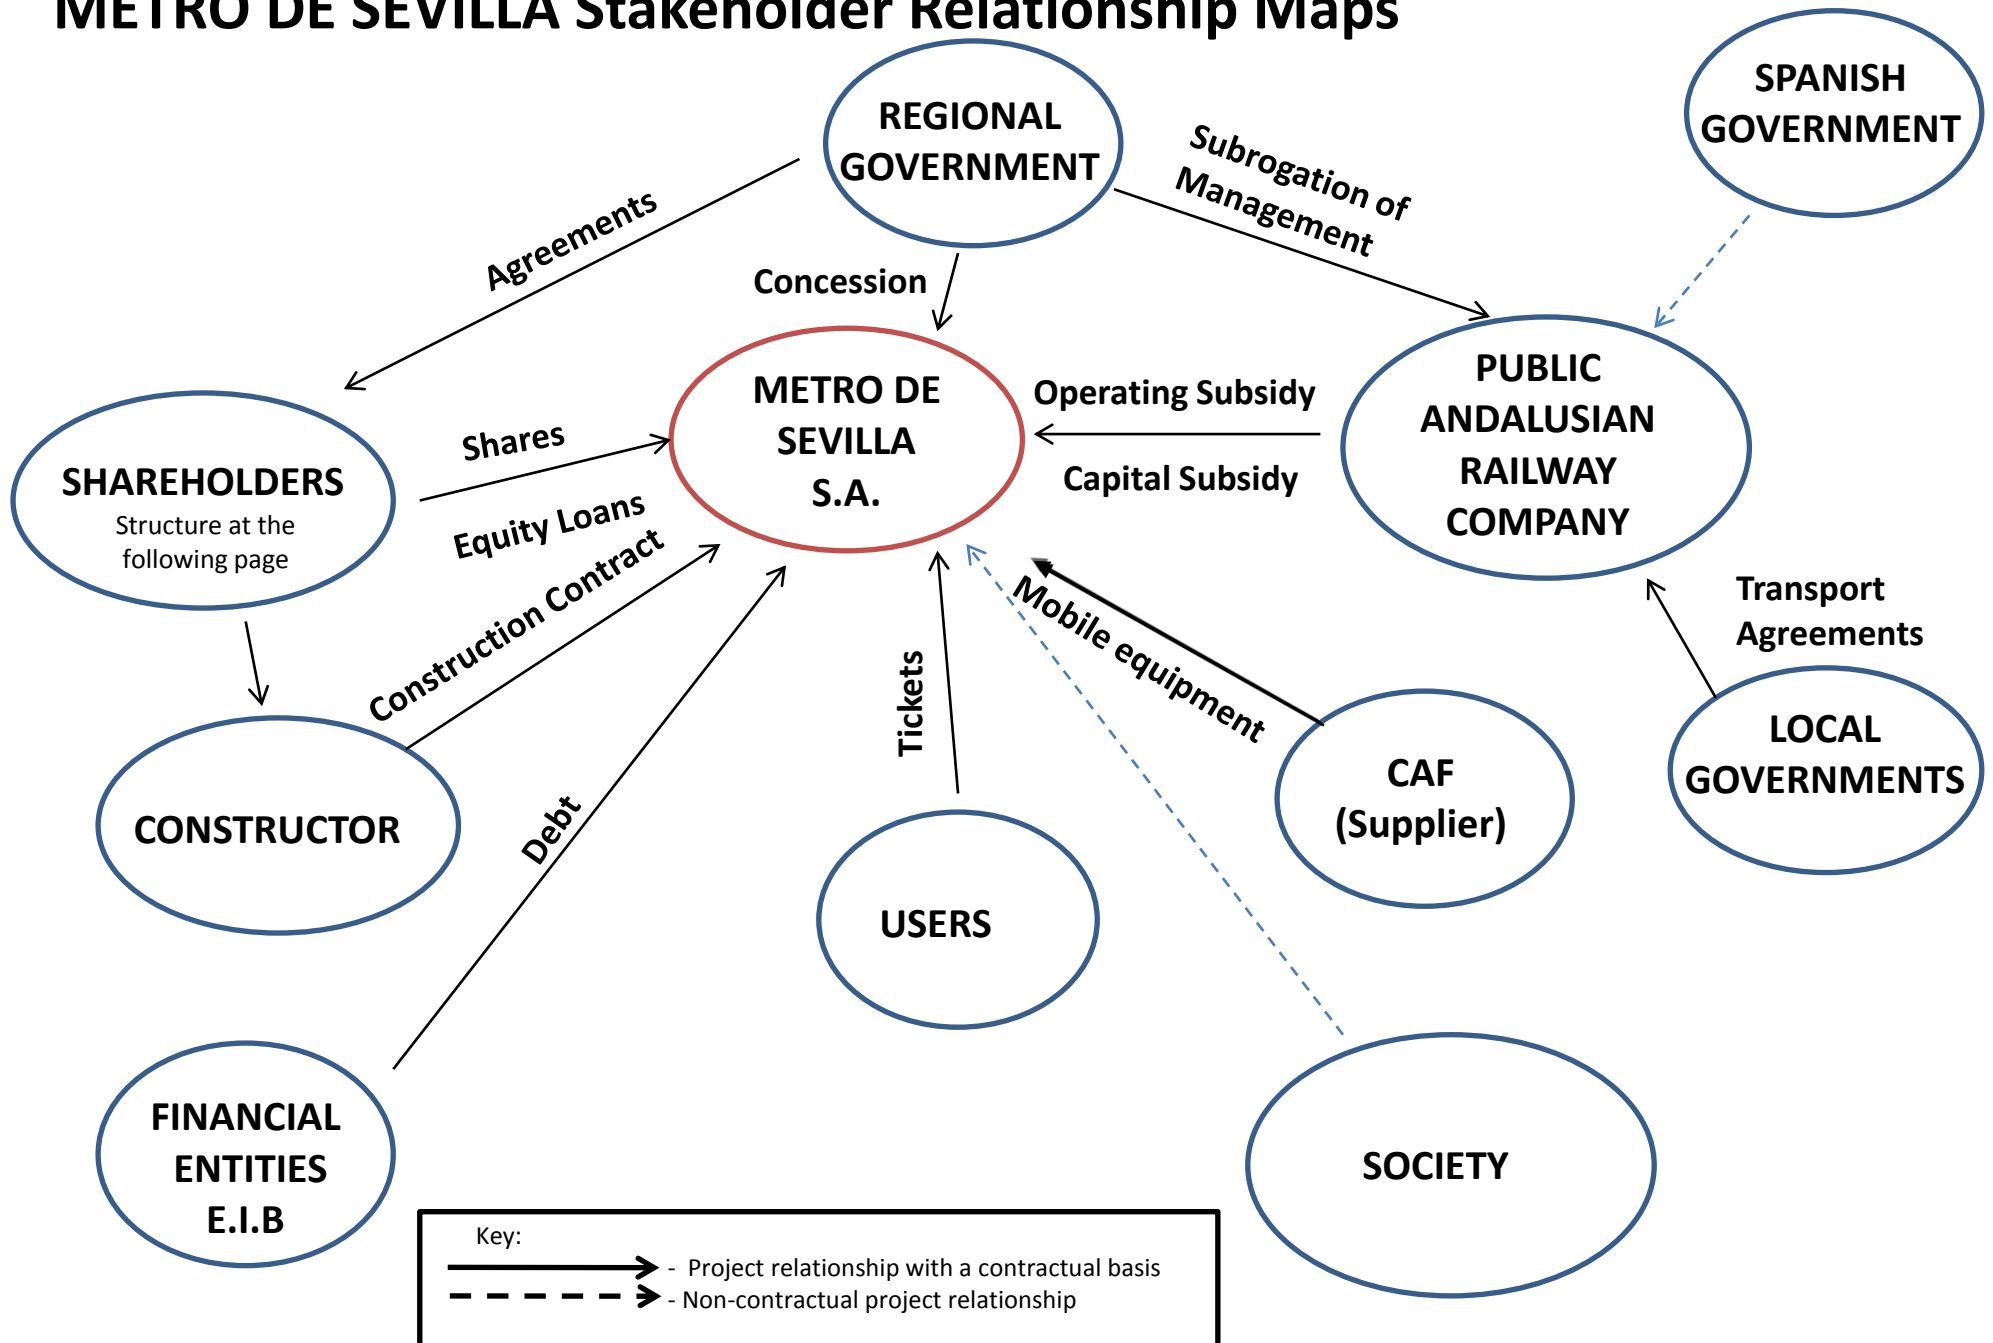 METRO DE SEVILLA Stakeholder Relationship Maps
REGIONAL
GOVERNMENT
SPANISH
GOVERNMENT
Subrogation of
Management
Agreements
Concession
METRO DE
SEVILLA
S.A.
Operating Subsidy
Capital Subsidy
PUBLIC
ANDALUSIAN
RAILWAY
COMPANY
SHAREHOLDERS
Structure at the
following page
Shares
Equity Loans
Construction Contract
Mobile equipment
Transport
Agreements
Tickets
Debt
CONSTRUCTOR
USERS
CAF
(Supplier)
LOCAL
GOVERNMENTS
FINANCIAL
ENTITIES
E.I.B
SOCIETY
Key:
- Project relationship with a contractual basis
- Non-contractual project relationship